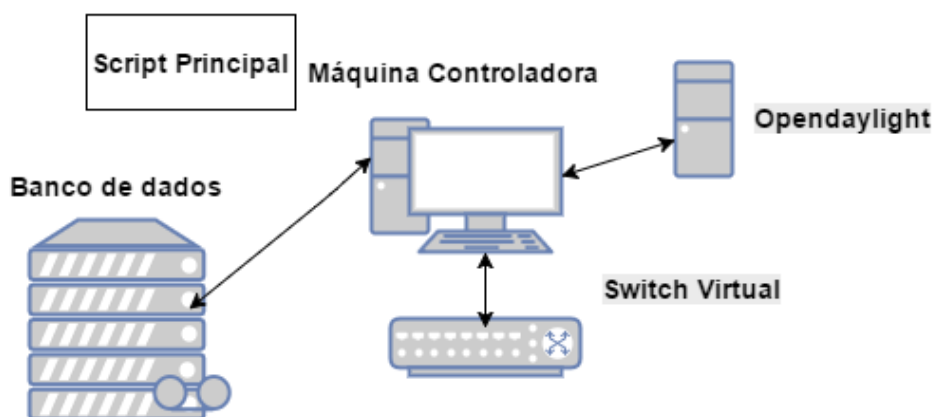 Script Principal
Máquina Controladora
Opendaylight
Banco de dados
Switch Virtual